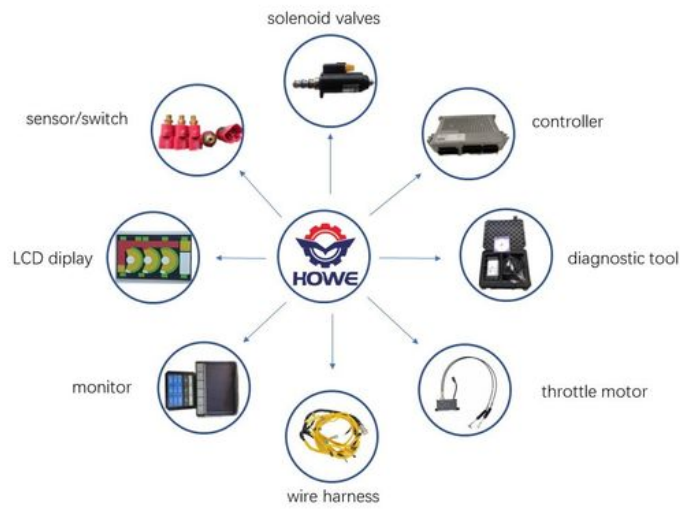 solenoid valves
sensor/switch
controller
LCD diplay
HOWE
diagnostic tool
monitor
throttle motor
wire harness